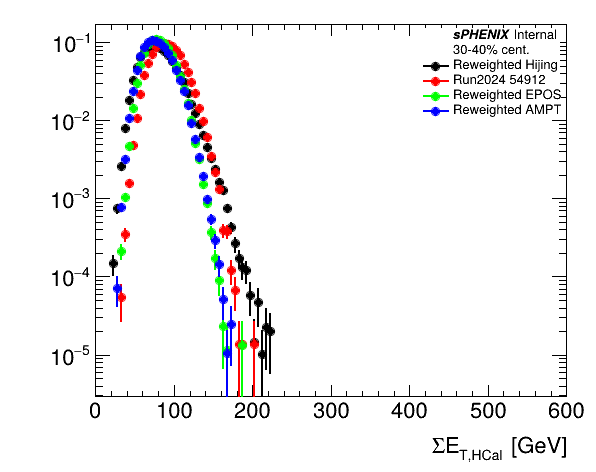 sPHENIX Internal
30-40% cent.
Reweighted Hijing
Run2024 54912
Reweighted EPOS
Reweighted AMPT
10⁻¹
10⁻²
10⁻³
10⁻⁴
10⁻⁵
0 100 200 300 400 500 600
ΣE_T,HCal [GeV]